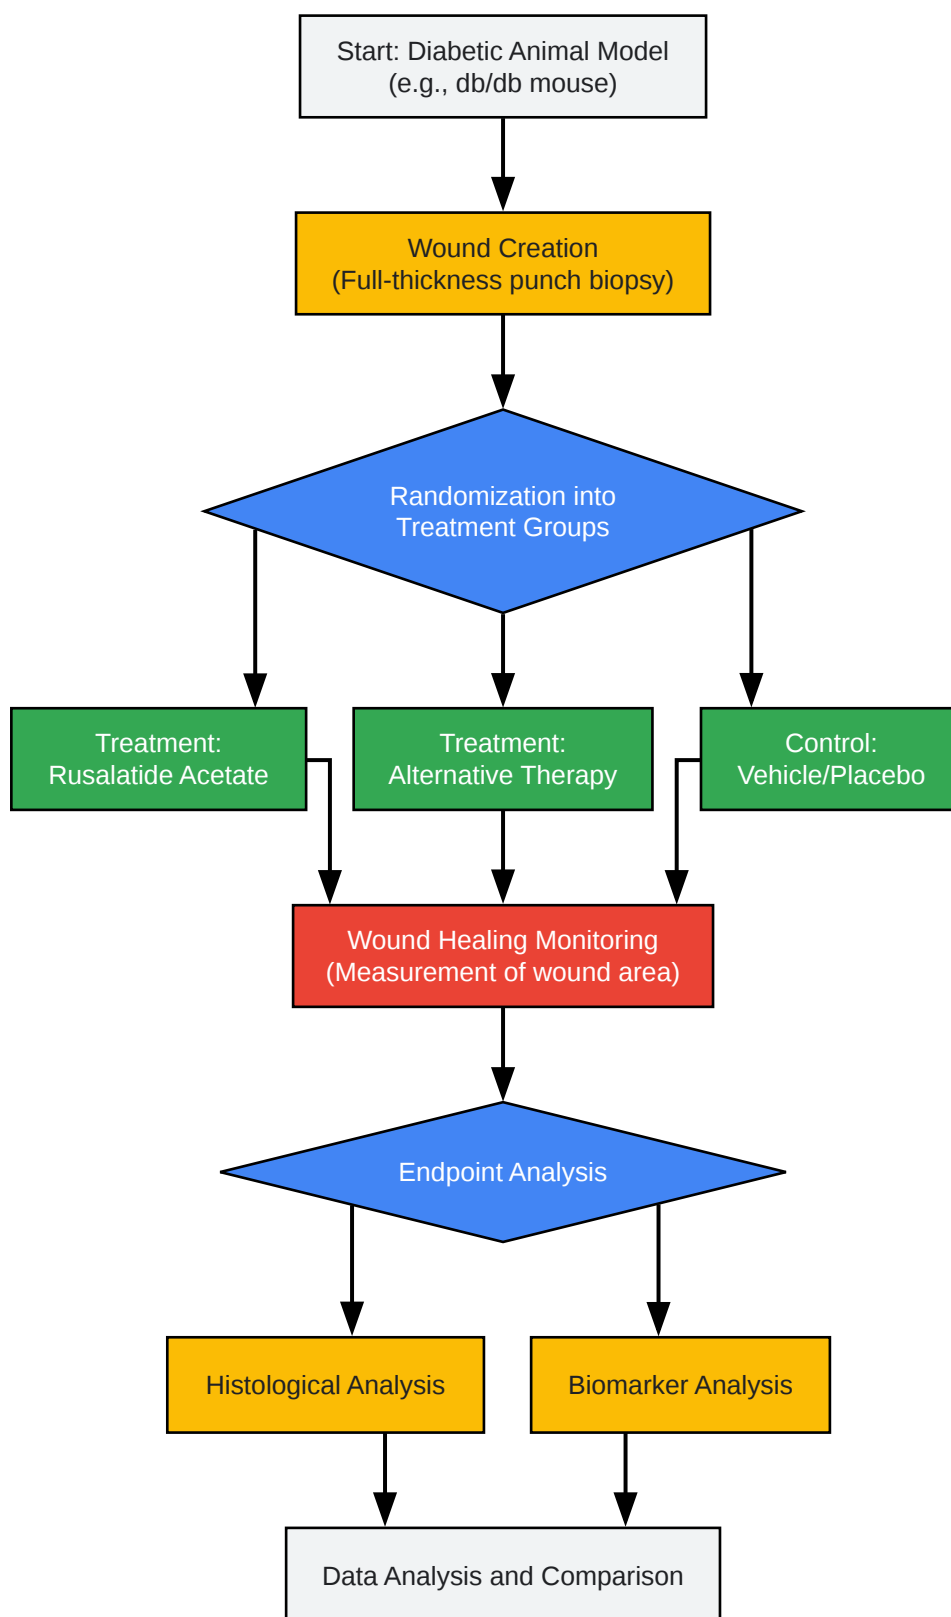 Start: Diabetic Animal Model
(e.g., db/db mouse)
Wound Creation
(Full-thickness punch biopsy)
Randomization into
Treatment Groups
Treatment:
Rusalatide Acetate
Treatment:
Alternative Therapy
Control:
Vehicle/Placebo
Wound Healing Monitoring
(Measurement of wound area)
Endpoint Analysis
Histological Analysis
Biomarker Analysis
Data Analysis and Comparison